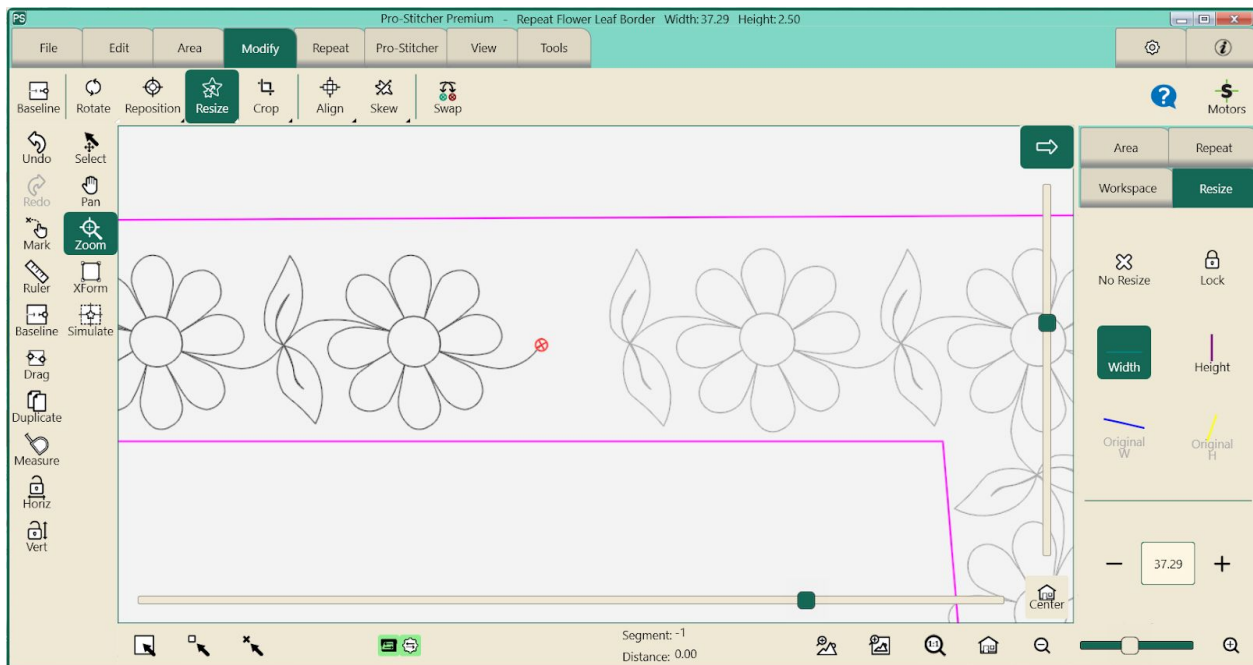 PS
Pro-Stitcher Premium - Repeat Flower Leaf Border Width: 37.29 Height: 2.50
File Edit Area Modify Repeat Pro-Stitcher View Tools
Baseline Rotate Reposition Resize Crop Align Skew Swap
S
Motors
Undo Select
Redo Pan
Mark Zoom
Ruler XForm
Baseline Simulate
Drag
Duplicate
Measure
Horiz
Vert
Area Repeat
Workspace Resize
No Resize Lock
Width Height
Original Original
W H
− 37.29 +
Center
Segment: -1
Distance: 0.00
1:1